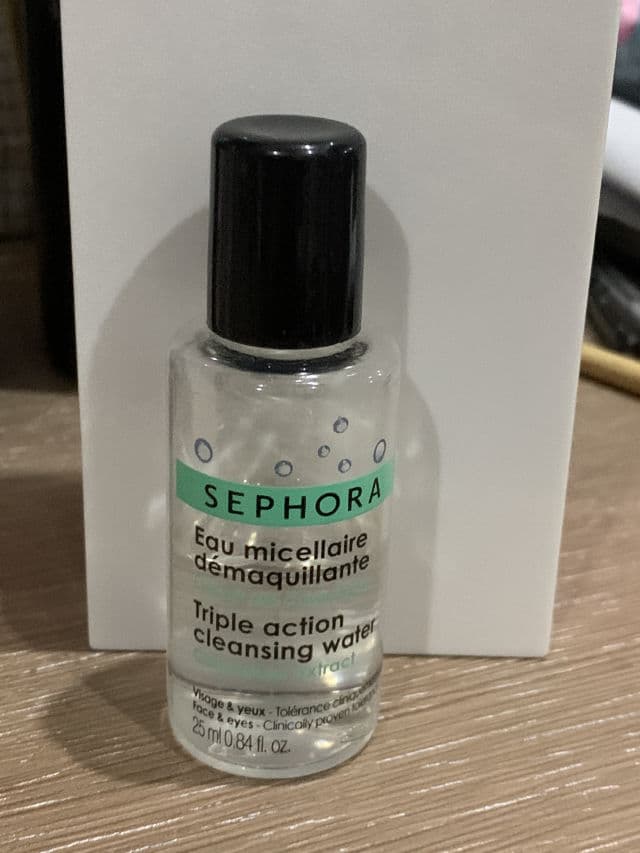 SEPHORA
Eau micellaire
démaquillante
Triple action
cleansing water
extract
Visage & yeux - Tolérance
face & eyes - Clinically proven
25 ml 0.84 fl. oz.